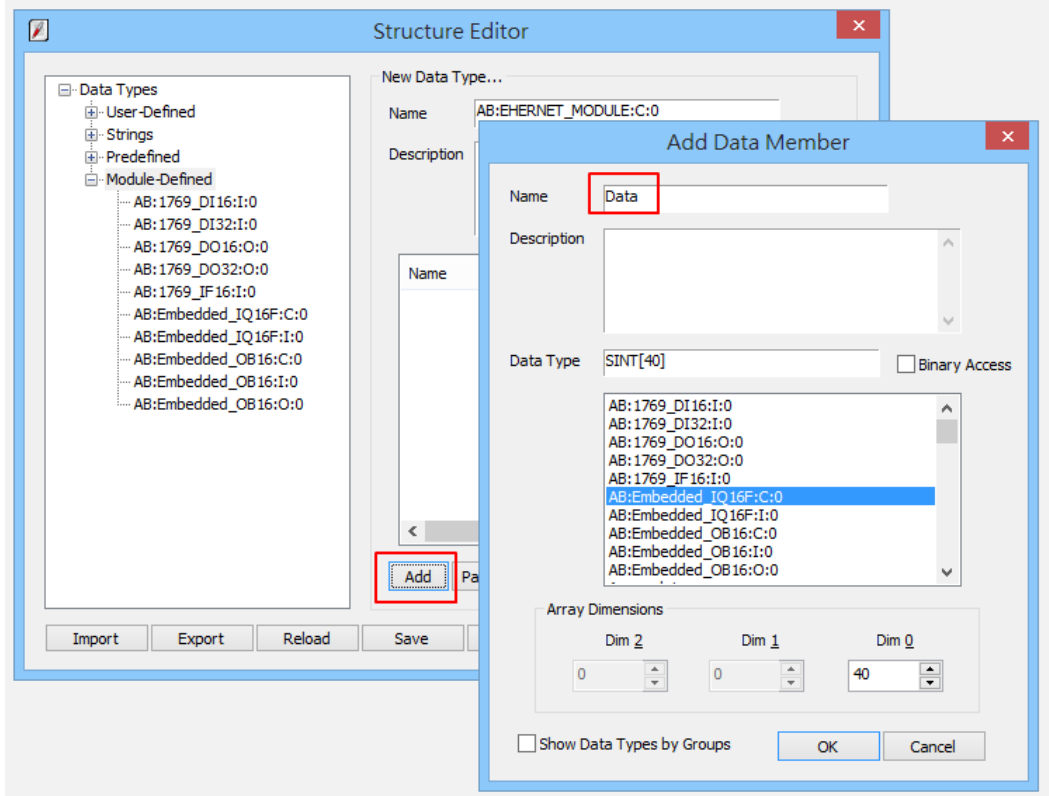 Structure Editor
Data Types
User-Defined
Strings
Predefined
Module-Defined
AB:1769_DI16:I:0
AB:1769_DI32:I:0
AB:1769_DO16:O:0
AB:1769_DO32:O:0
AB:1769_IF16:I:0
AB:Embedded_IQ16F:C:0
AB:Embedded_IQ16F:I:0
AB:Embedded_OB16:C:0
AB:Embedded_OB16:I:0
AB:Embedded_OB16:O:0
New Data Type...
Name AB:EHERNET_MODULE:C:0
Description
Name
Add Pa
Import Export Reload Save
Add Data Member
Name Data
Description
Data Type SINT[40] Binary Access
AB:1769_DI16:I:0
AB:1769_DI32:I:0
AB:1769_DO16:O:0
AB:1769_DO32:O:0
AB:1769_IF16:I:0
AB:Embedded_IQ16F:C:0
AB:Embedded_IQ16F:I:0
AB:Embedded_OB16:C:0
AB:Embedded_OB16:I:0
AB:Embedded_OB16:O:0
Array Dimensions
Dim 2 Dim 1 Dim 0
0 0 40
Show Data Types by Groups OK Cancel